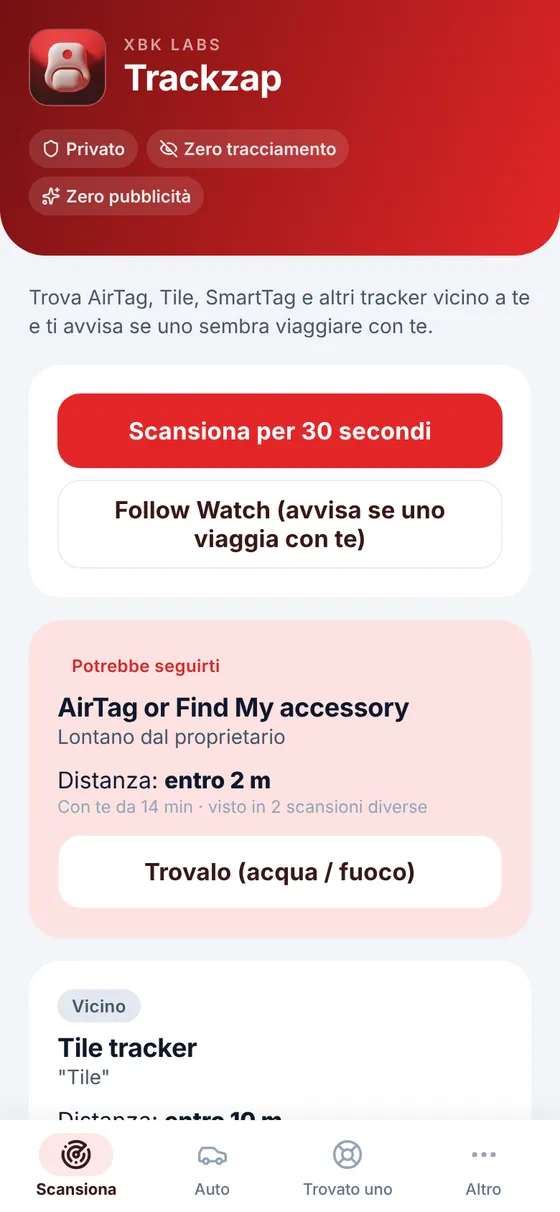 XBK LABS
Trackzap
Privato
Zero tracciamento
Zero pubblicità
Trova AirTag, Tile, SmartTag e altri tracker vicino a te
e ti avvisa se uno sembra viaggiare con te.
Scansiona per 30 secondi
Follow Watch (avvisa se uno
viaggia con te)
Potrebbe seguirti
AirTag or Find My accessory
Lontano dal proprietario
Distanza: entro 2 m
Con te da 14 min · visto in 2 scansioni diverse
Trovalo (acqua / fuoco)
Vicino
Tile tracker
"Tile"
Distanza: entro 10 m
Scansiona
Auto
Trovato uno
Altro